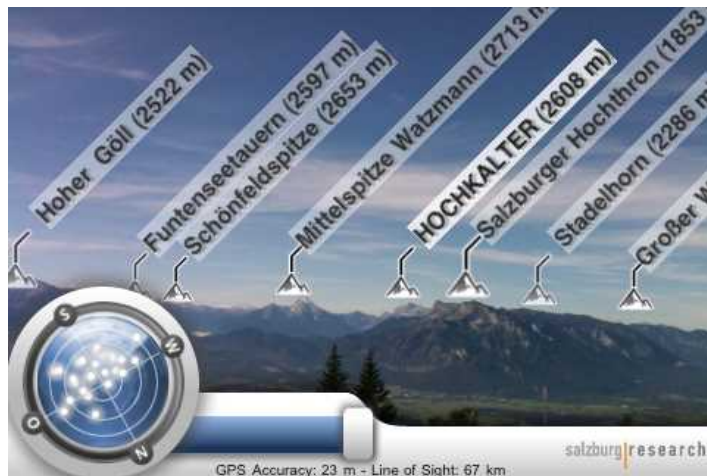 Hoher Göll (2522 m)
Funtenseetauern (2597 m)
Schönfeldspitze (2653 m)
Mittelspitze Watzmann (2713 m
HOCHKALTER (2608 m)
Salzburger Hochthron (1853
Stadelhorn (2286 m
Großer
S
W
O
N
GPS Accuracy: 23 m - Line of Sight: 67 km
salzburg|research